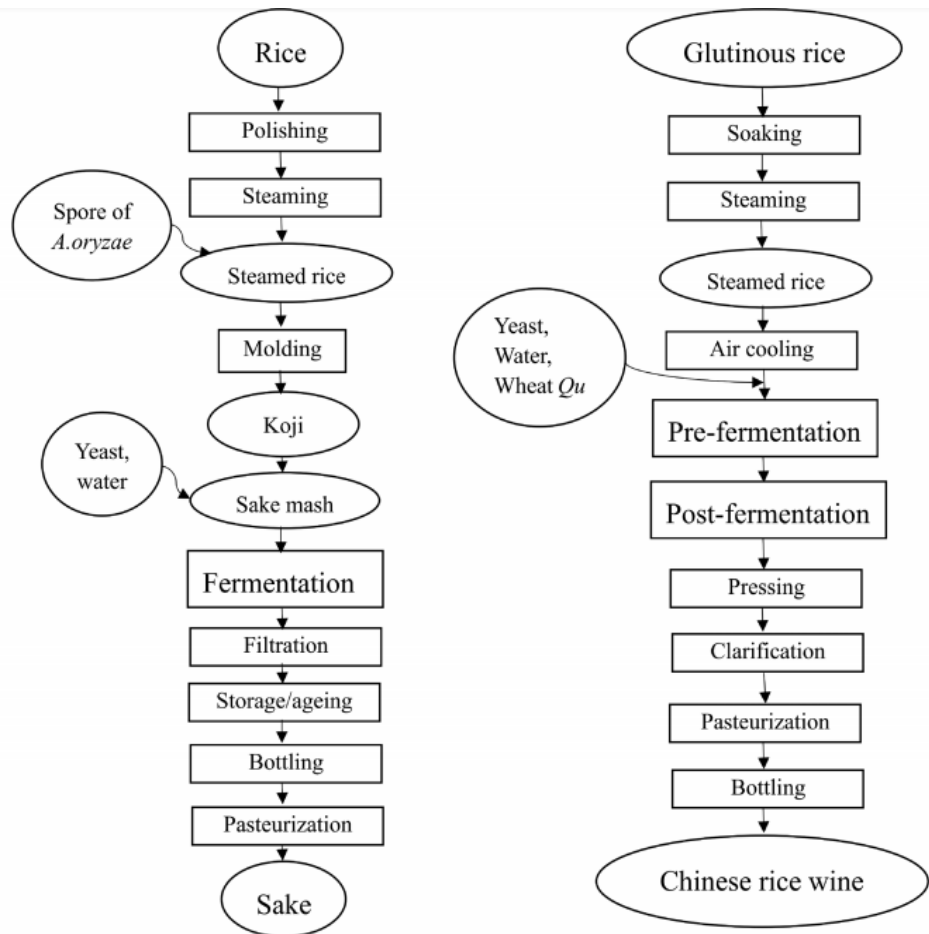 Rice
Polishing
Steaming
Spore of
A.oryzae
Steamed rice
Molding
Koji
Yeast,
water
Sake mash
Fermentation
Filtration
Storage/ageing
Bottling
Pasteurization
Sake
Glutinous rice
Soaking
Steaming
Steamed rice
Air cooling
Yeast,
Water,
Wheat Qu
Pre-fermentation
Post-fermentation
Pressing
Clarification
Pasteurization
Bottling
Chinese rice wine